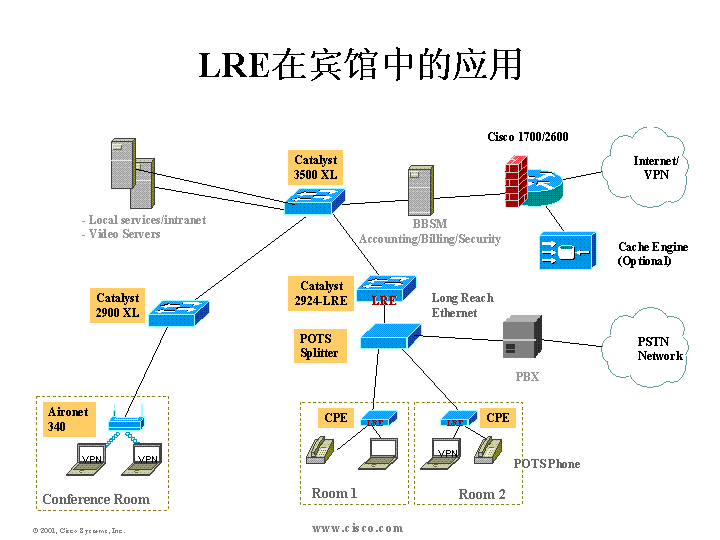 LRE在宾馆中的应用
Cisco 1700/2600
Catalyst
3500 XL
Internet/
VPN
- Local services/intranet
- Video Servers
BBSM
Accounting/Billing/Security
Cache Engine
(Optional)
Catalyst
2900 XL
Catalyst
2924-LRE
LRE
Long Reach
Ethernet
POTS
Splitter
PSTN
Network
PBX
Aironet
340
CPE
LRE
LRE
CPE
VPN
VPN
VPN
POTS Phone
Conference Room
Room 1
Room 2
© 2001, Cisco Systems, Inc.
www.cisco.com